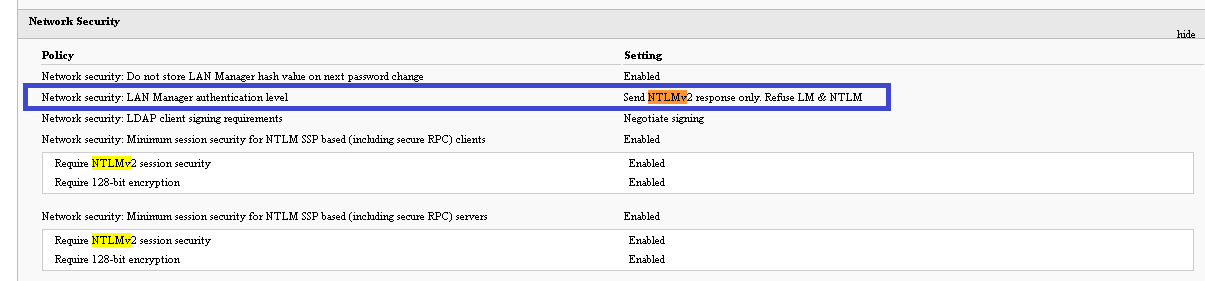 Network Security
hide
Policy Setting
Network security: Do not store LAN Manager hash value on next password change Enabled
Network security: LAN Manager authentication level Send NTLMv2 response only. Refuse LM & NTLM
Network security: LDAP client signing requirements Negotiate signing
Network security: Minimum session security for NTLM SSP based (including secure RPC) clients Enabled
Require NTLMv2 session security Enabled
Require 128-bit encryption Enabled
Network security: Minimum session security for NTLM SSP based (including secure RPC) servers Enabled
Require NTLMv2 session security Enabled
Require 128-bit encryption Enabled